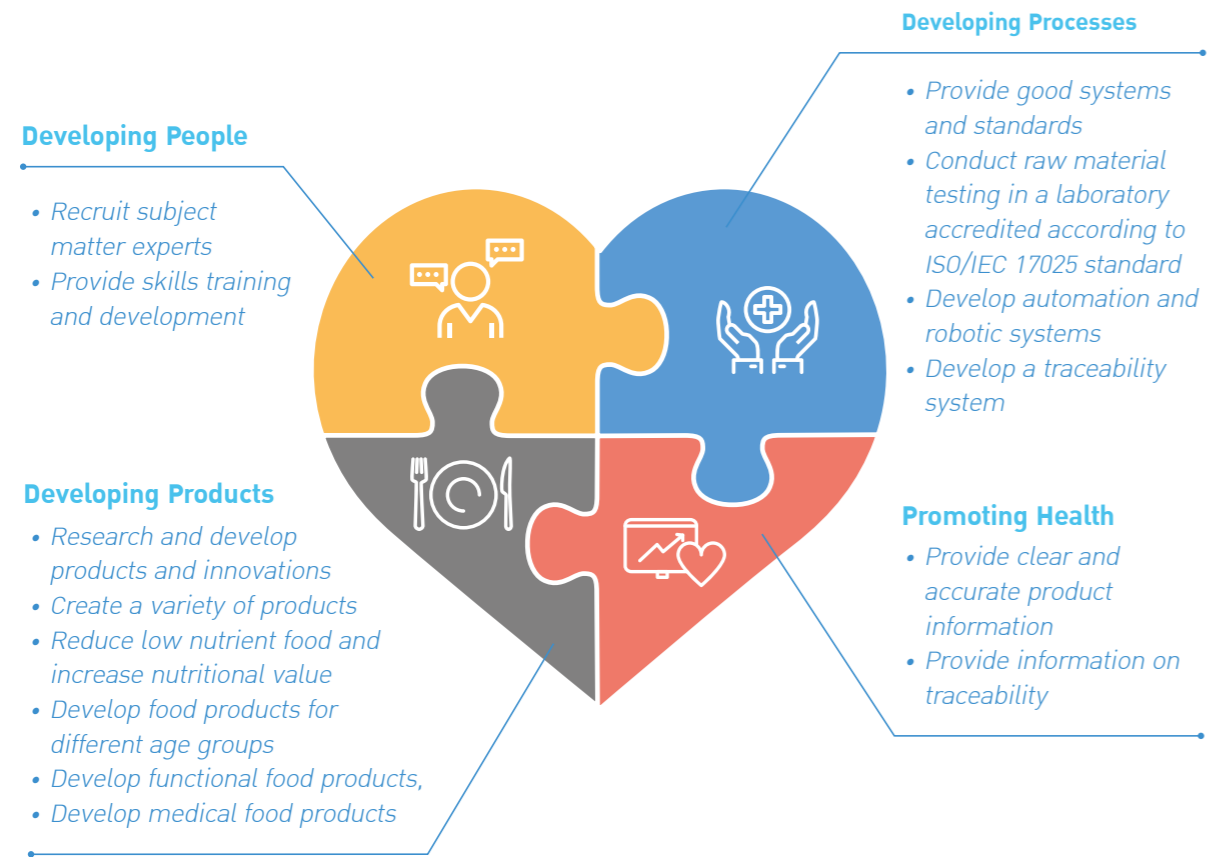 Developing People
• Recruit subject
matter experts
• Provide skills training
and development
Developing Processes
• Provide good systems
and standards
• Conduct raw material
testing in a laboratory
accredited according to
ISO/IEC 17025 standard
• Develop automation and
robotic systems
• Develop a traceability
system
Developing Products
• Research and develop
products and innovations
• Create a variety of products
• Reduce low nutrient food and
increase nutritional value
• Develop food products for
different age groups
• Develop functional food products,
• Develop medical food products
Promoting Health
• Provide clear and
accurate product
information
• Provide information on
traceability